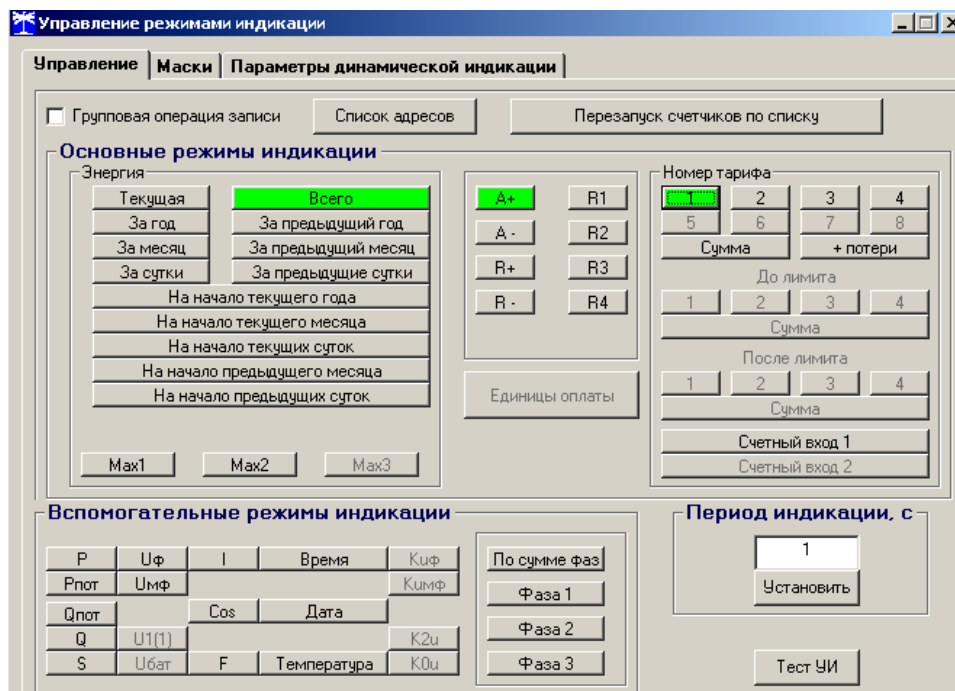 Управление режимами индикации
Управление Маски Параметры динамической индикации
Групповая операция записи Список адресов Перезапуск счетчиков по списку
Основные режимы индикации
Энергия Номер тарифа
Текущая Всего A+ R1 1 2 3 4
За год За предыдущий год A - R2 5 6 7 8
За месяц За предыдущий месяц Сумма + потери
За сутки За предыдущие сутки R+ R3 До лимита
На начало текущего года R - R4 1 2 3 4
На начало текущего месяца Сумма
На начало текущих суток После лимита
На начало предыдущего месяца 1 2 3 4
На начало предыдущих суток Единицы оплаты Сумма
Счетный вход 1
Max1 Max2 Max3 Счетный вход 2
Вспомогательные режимы индикации Период индикации, с
P Uф I Время Kuф По сумме фаз 1
Pпот Uмф Kuмф Установить
Qпот Cos Дата Фаза 1
Q U1(1) K2u Фаза 2
S Uбат F Температура K0u Фаза 3 Тест УИ